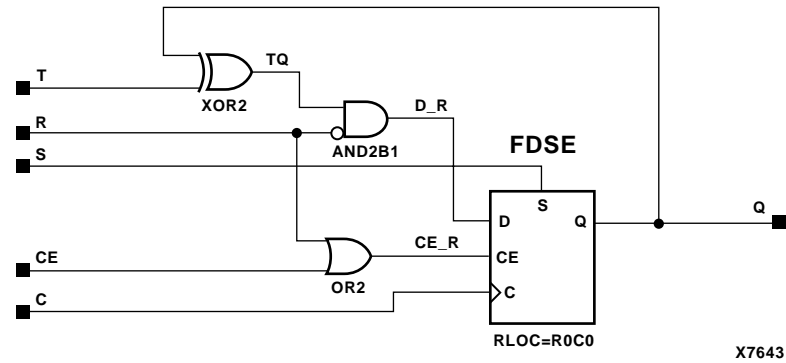 TQ
T
XOR2
D_R
R
AND2B1
FDSE
S
S
Q
D
Q
CE_R
CE
CE
OR2
C
C
RLOC=R0C0
X7643